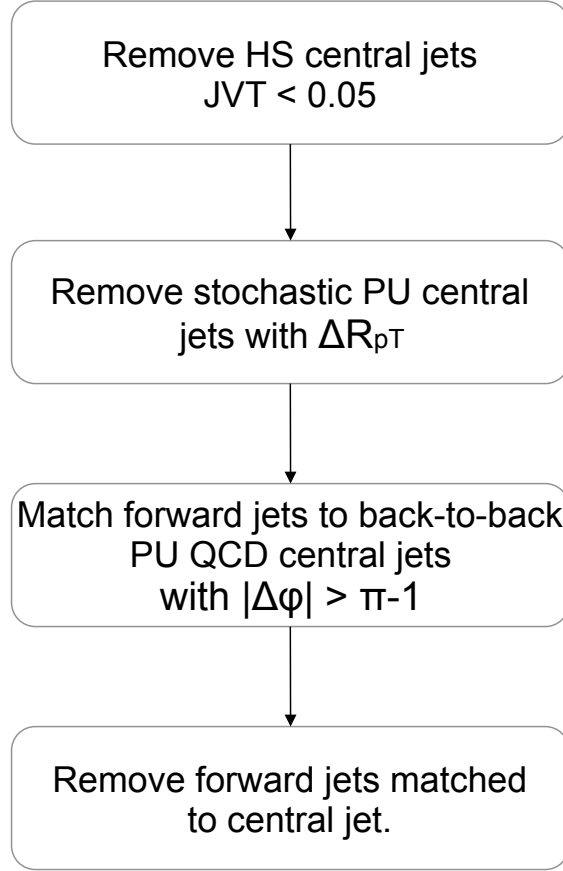 Remove HS central jets
JVT < 0.05
Remove stochastic PU central
jets with ΔRpT
Match forward jets to back-to-back
PU QCD central jets
with |Δφ| > π-1
Remove forward jets matched
to central jet.